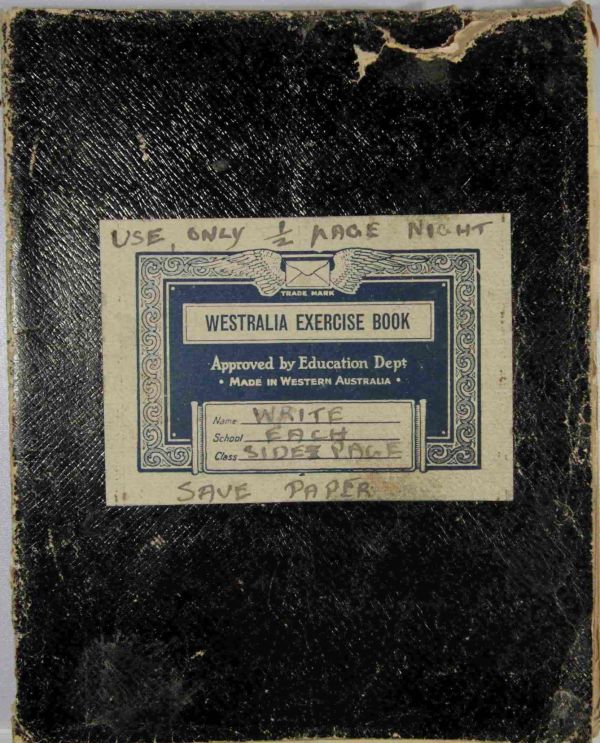 USE, ONLY ½ PAGE NIGHT
TRADE MARK
WESTRALIA EXERCISE BOOK
Approved by Education Dept
• MADE IN WESTERN AUSTRALIA •
Name WRITE
School EACH
Class SIDE PAGE
SAVE PAPER